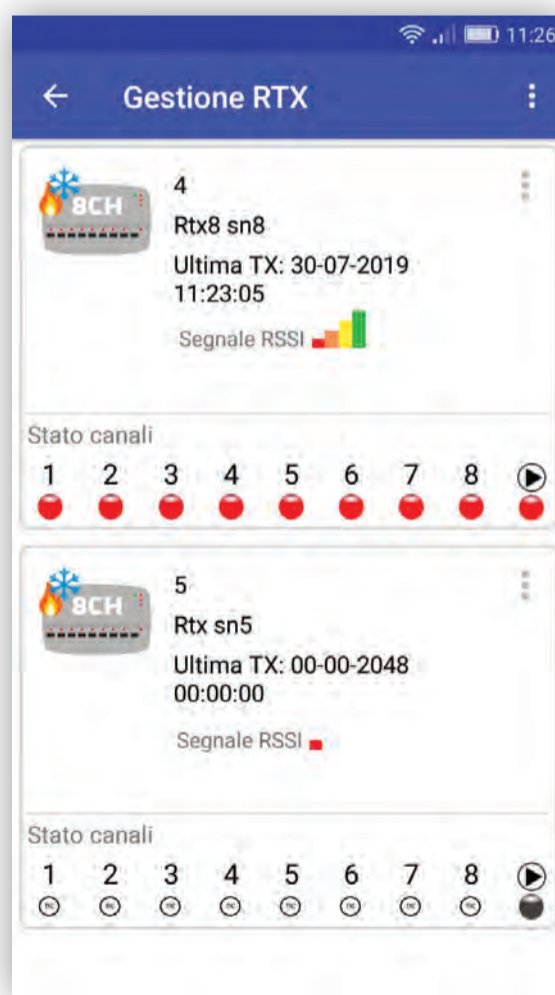 11:26
Gestione RTX
8CH
4
Rtx8 sn8
Ultima TX: 30-07-2019
11:23:05
Segnale RSSI
Stato canali
1 2 3 4 5 6 7 8
8CH
5
Rtx sn5
Ultima TX: 00-00-2048
00:00:00
Segnale RSSI
Stato canali
1 2 3 4 5 6 7 8